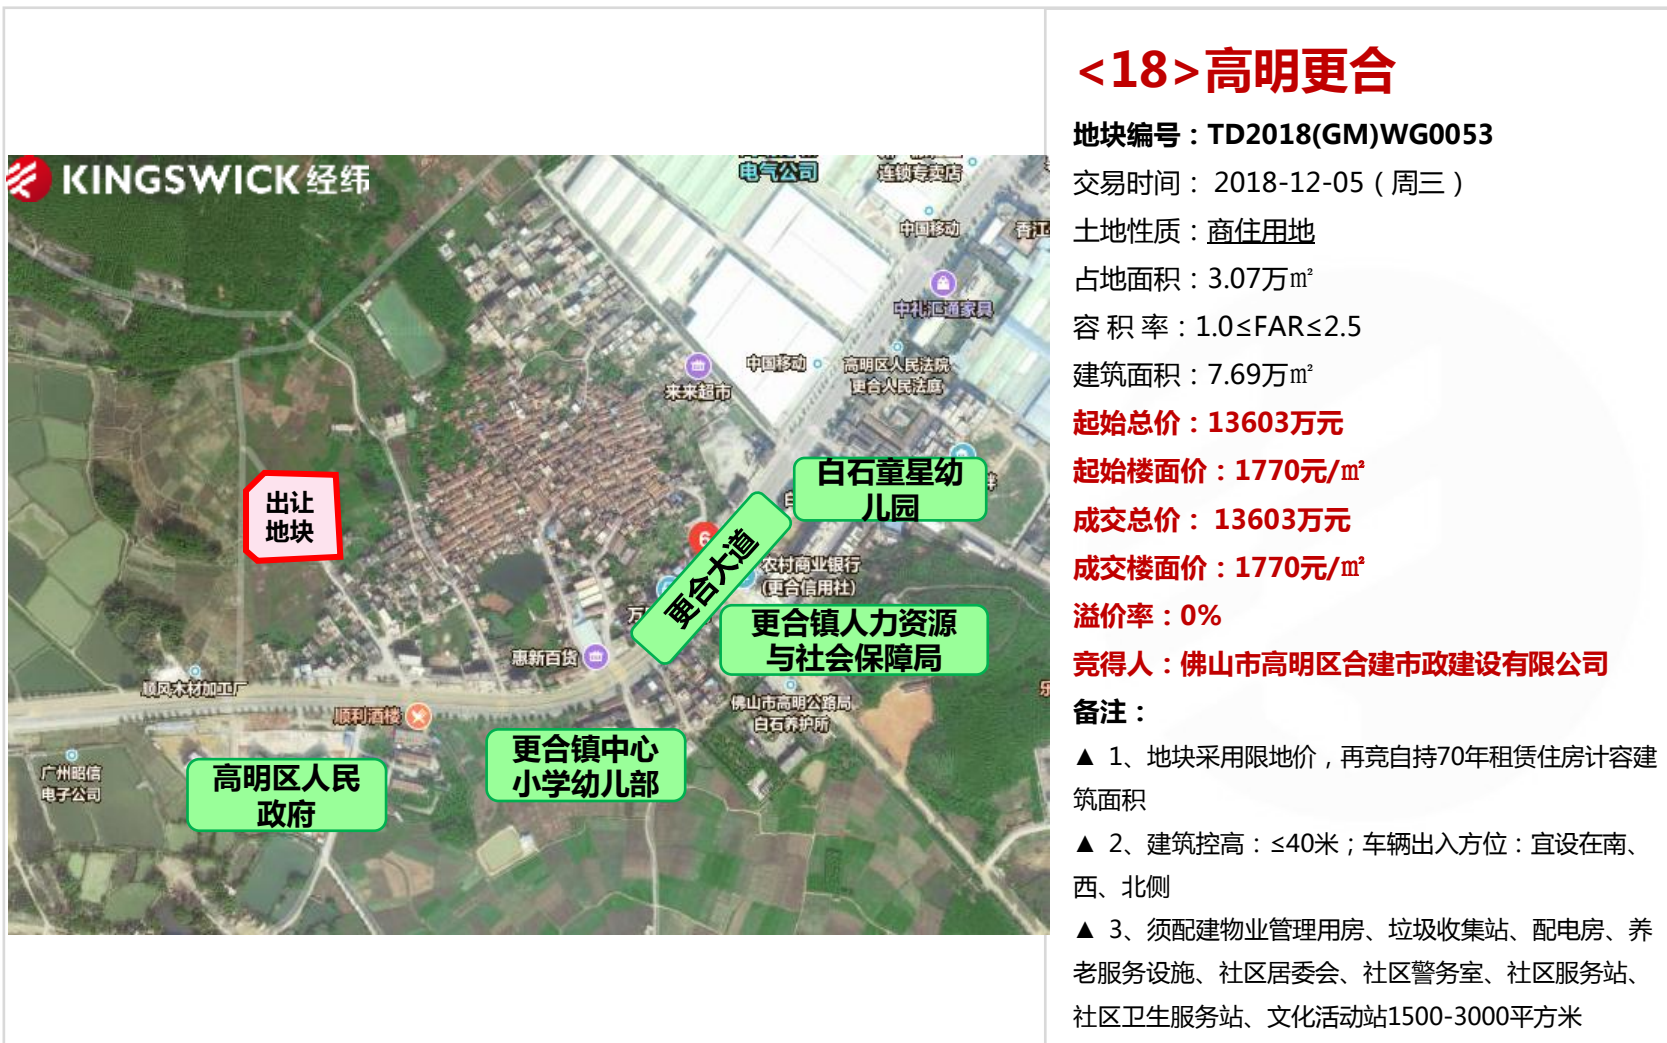 <18>高明更合
地块编号：TD2018(GM)WG0053
交易时间： 2018-12-05（周三）
土地性质：商住用地
占地面积：3.07万㎡
容 积 率：1.0≤FAR≤2.5
建筑面积：7.69万㎡
起始总价：13603万元
起始楼面价：1770元/㎡
成交总价： 13603万元
成交楼面价：1770元/㎡
溢价率：0%
竞得人：佛山市高明区合建市政建设有限公司
备注：
▲ 1、地块采用限地价，再竞自持70年租赁住房计容建
筑面积
▲ 2、建筑控高：≤40米；车辆出入方位：宜设在南、
西、北侧
▲ 3、须配建物业管理用房、垃圾收集站、配电房、养
老服务设施、社区居委会、社区警务室、社区服务站、
社区卫生服务站、文化活动站1500-3000平方米
KINGSWICK 经纬
电气公司
连锁专卖店
中国移动
香江
中礼汇通家具
中国移动
高明区人民法院
更合人民法庭
来来超市
出让
地块
白石童星幼
儿园
6
更合大道
农村商业银行
(更合信用社)
万
更合镇人力资源
与社会保障局
惠新百货
顺风木材加工厂
顺利酒楼
佛山市高明公路局
白石养护所
乐
更合镇中心
小学幼儿部
广州昭信
电子公司
高明区人民
政府